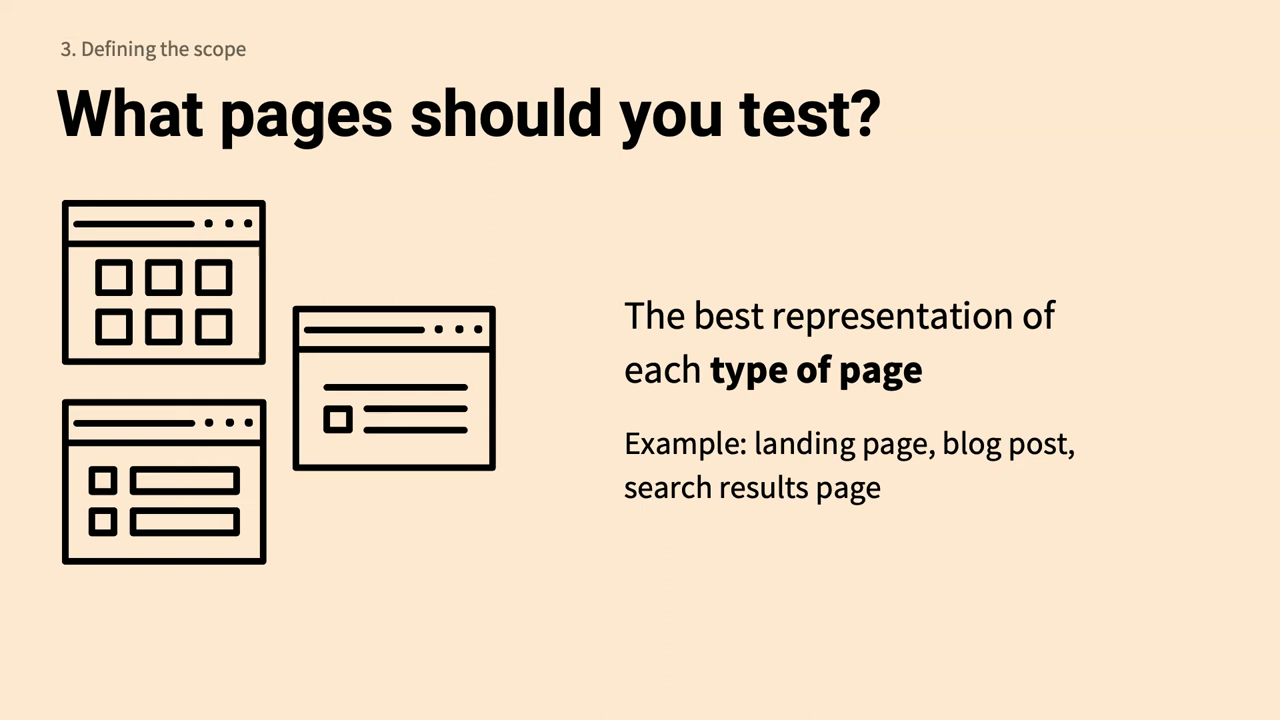 3. Defining the scope
What pages should you test?
The best representation of
each type of page
Example: landing page, blog post,
search results page